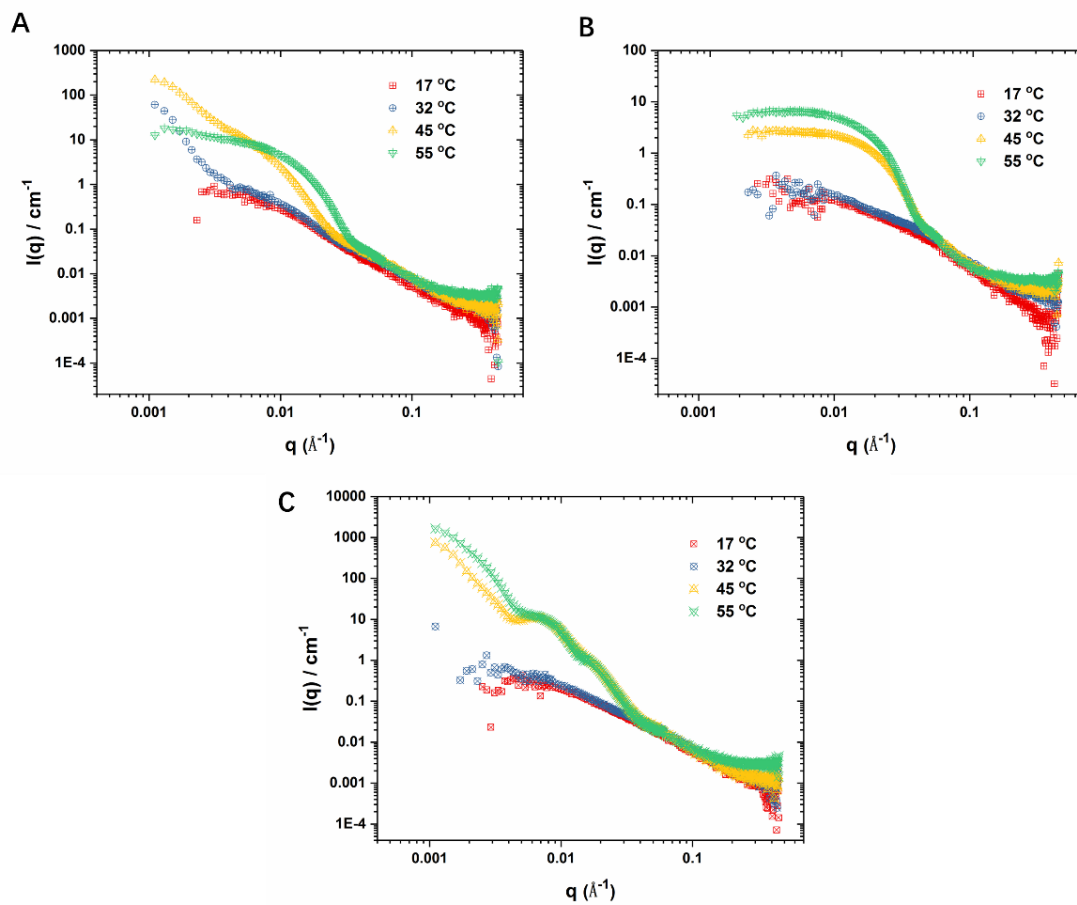 A
1000
100
10
1
0.1
0.01
0.001
1E-4
I(q) / cm⁻¹
17 °C
32 °C
45 °C
55 °C
0.001 0.01 0.1
q (Å⁻¹)
B
100
10
1
0.1
0.01
0.001
1E-4
I(q) / cm⁻¹
17 °C
32 °C
45 °C
55 °C
0.001 0.01 0.1
q (Å⁻¹)
C
10000
1000
100
10
1
0.1
0.01
0.001
1E-4
I(q) / cm⁻¹
17 °C
32 °C
45 °C
55 °C
0.001 0.01 0.1
q (Å⁻¹)